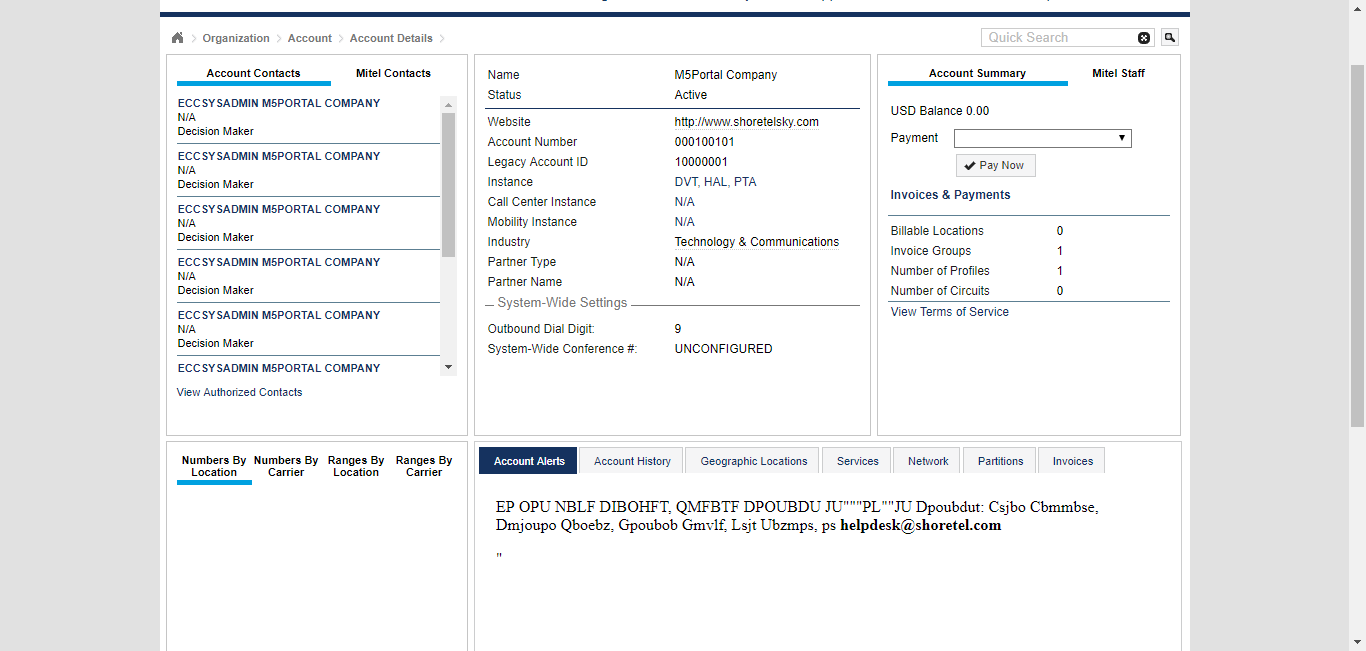 Organization Account Account Details Quick Search
Account Contacts Mitel Contacts
ECCSYSADMIN M5PORTAL COMPANY
N/A
Decision Maker
ECCSYSADMIN M5PORTAL COMPANY
N/A
Decision Maker
ECCSYSADMIN M5PORTAL COMPANY
N/A
Decision Maker
ECCSYSADMIN M5PORTAL COMPANY
N/A
Decision Maker
ECCSYSADMIN M5PORTAL COMPANY
N/A
Decision Maker
ECCSYSADMIN M5PORTAL COMPANY
View Authorized Contacts
Name M5Portal Company
Status Active
Website http://www.shoretelsky.com
Account Number 000100101
Legacy Account ID 10000001
Instance DVT, HAL, PTA
Call Center Instance N/A
Mobility Instance N/A
Industry Technology & Communications
Partner Type N/A
Partner Name N/A
System-Wide Settings
Outbound Dial Digit: 9
System-Wide Conference #: UNCONFIGURED
Account Summary Mitel Staff
USD Balance 0.00
Payment
Pay Now
Invoices & Payments
Billable Locations 0
Invoice Groups 1
Number of Profiles 1
Number of Circuits 0
View Terms of Service
Numbers By Location Numbers By Carrier Ranges By Location Ranges By Carrier
Account Alerts Account History Geographic Locations Services Network Partitions Invoices
EP OPU NBLF DIBOHFT, QMFBTF DPOUBDU JU"""PL""JU Dpoubdut: Csjbo Cbmmbse,
Dmjoupo Qboebz, Gpoubob Gmvlf, Lsjt Ubzmps, ps helpdesk@shoretel.com
"